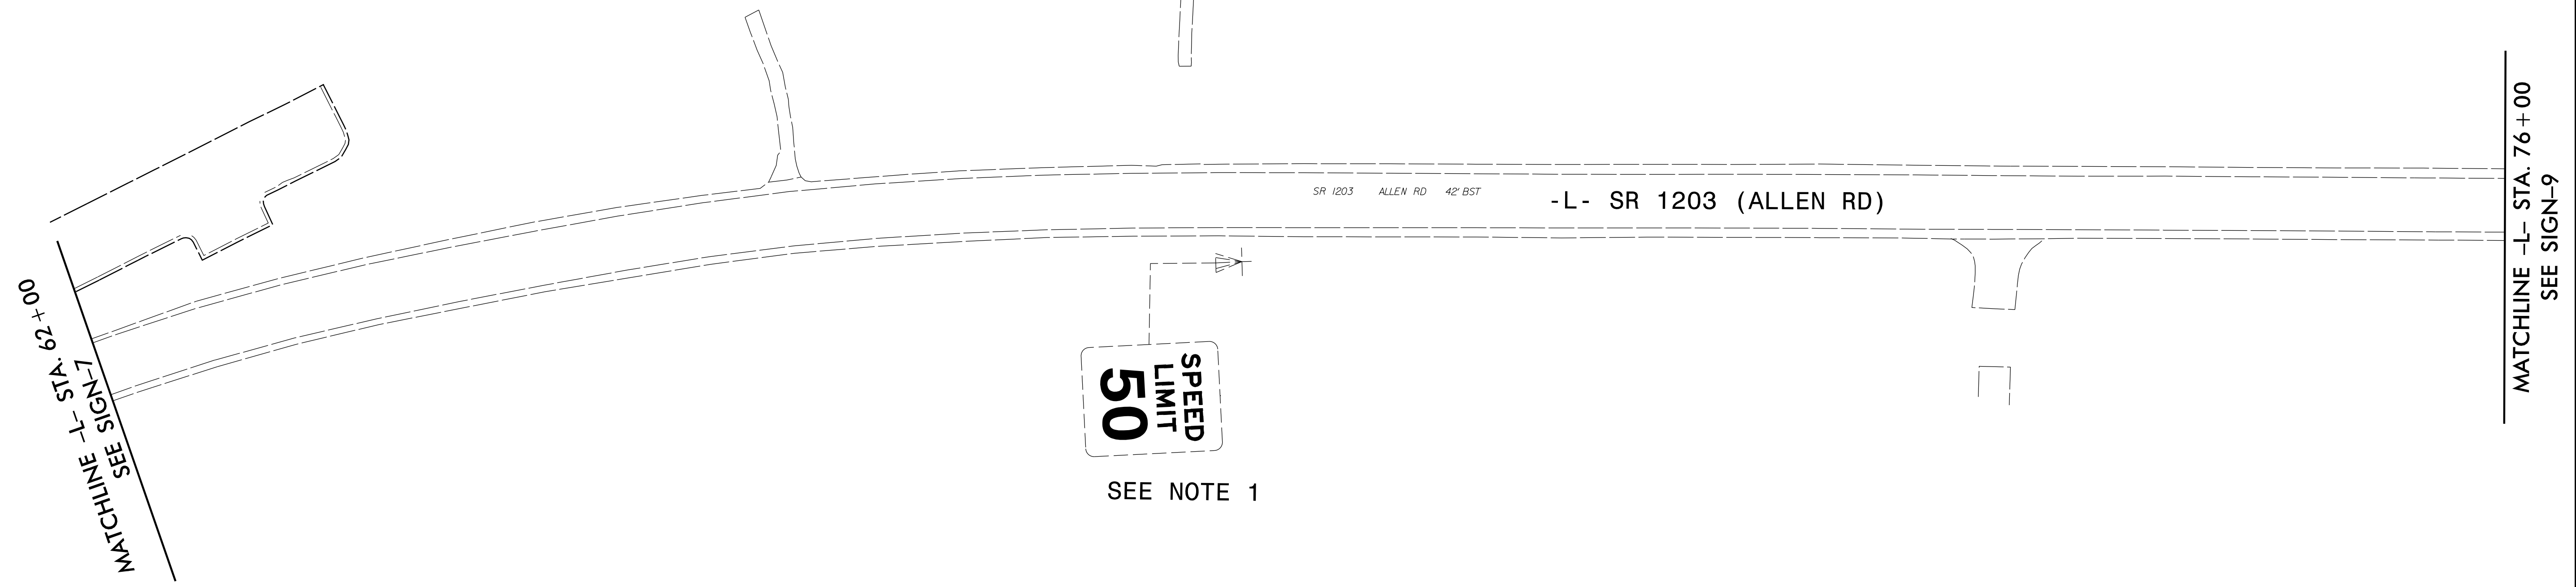 MATCHLINE -L- STA. 62+00
SEE SIGN-7
SR 1203 ALLEN RD 42' BST
-L- SR 1203 (ALLEN RD)
SPEED
LIMIT
50
SEE NOTE 1
MATCHLINE -L- STA. 76+00
SEE SIGN-9